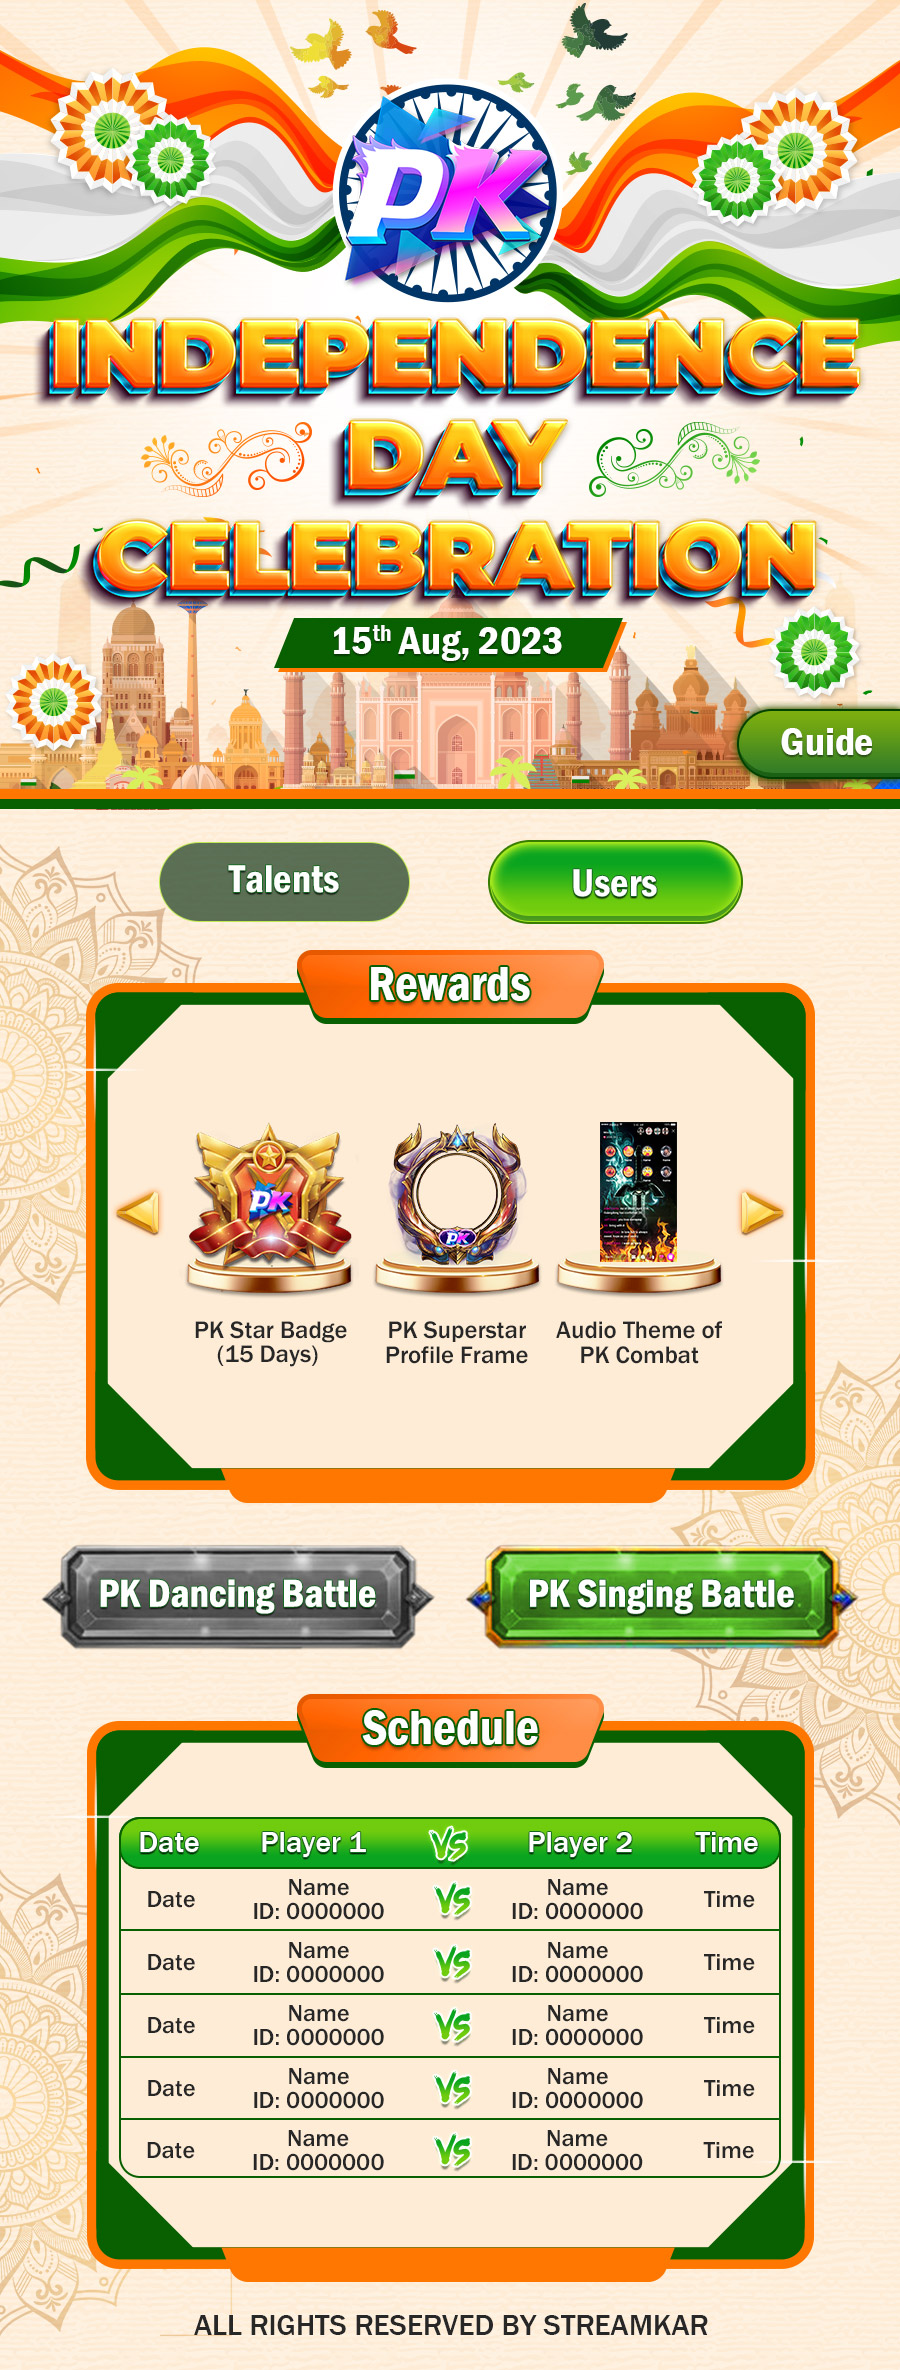 PK
INDEPENDENCE
DAY
CELEBRATION
15th Aug, 2023
Guide
Talents
Users
Rewards
PK
PK
PK Star Badge
(15 Days)
PK Superstar
Profile Frame
Audio Theme of
PK Combat
PK Dancing Battle
PK Singing Battle
Schedule
Date Player 1 VS Player 2 Time
Date Name ID: 0000000 VS Name ID: 0000000 Time
Date Name ID: 0000000 VS Name ID: 0000000 Time
Date Name ID: 0000000 VS Name ID: 0000000 Time
Date Name ID: 0000000 VS Name ID: 0000000 Time
Date Name ID: 0000000 VS Name ID: 0000000 Time
ALL RIGHTS RESERVED BY STREAMKAR